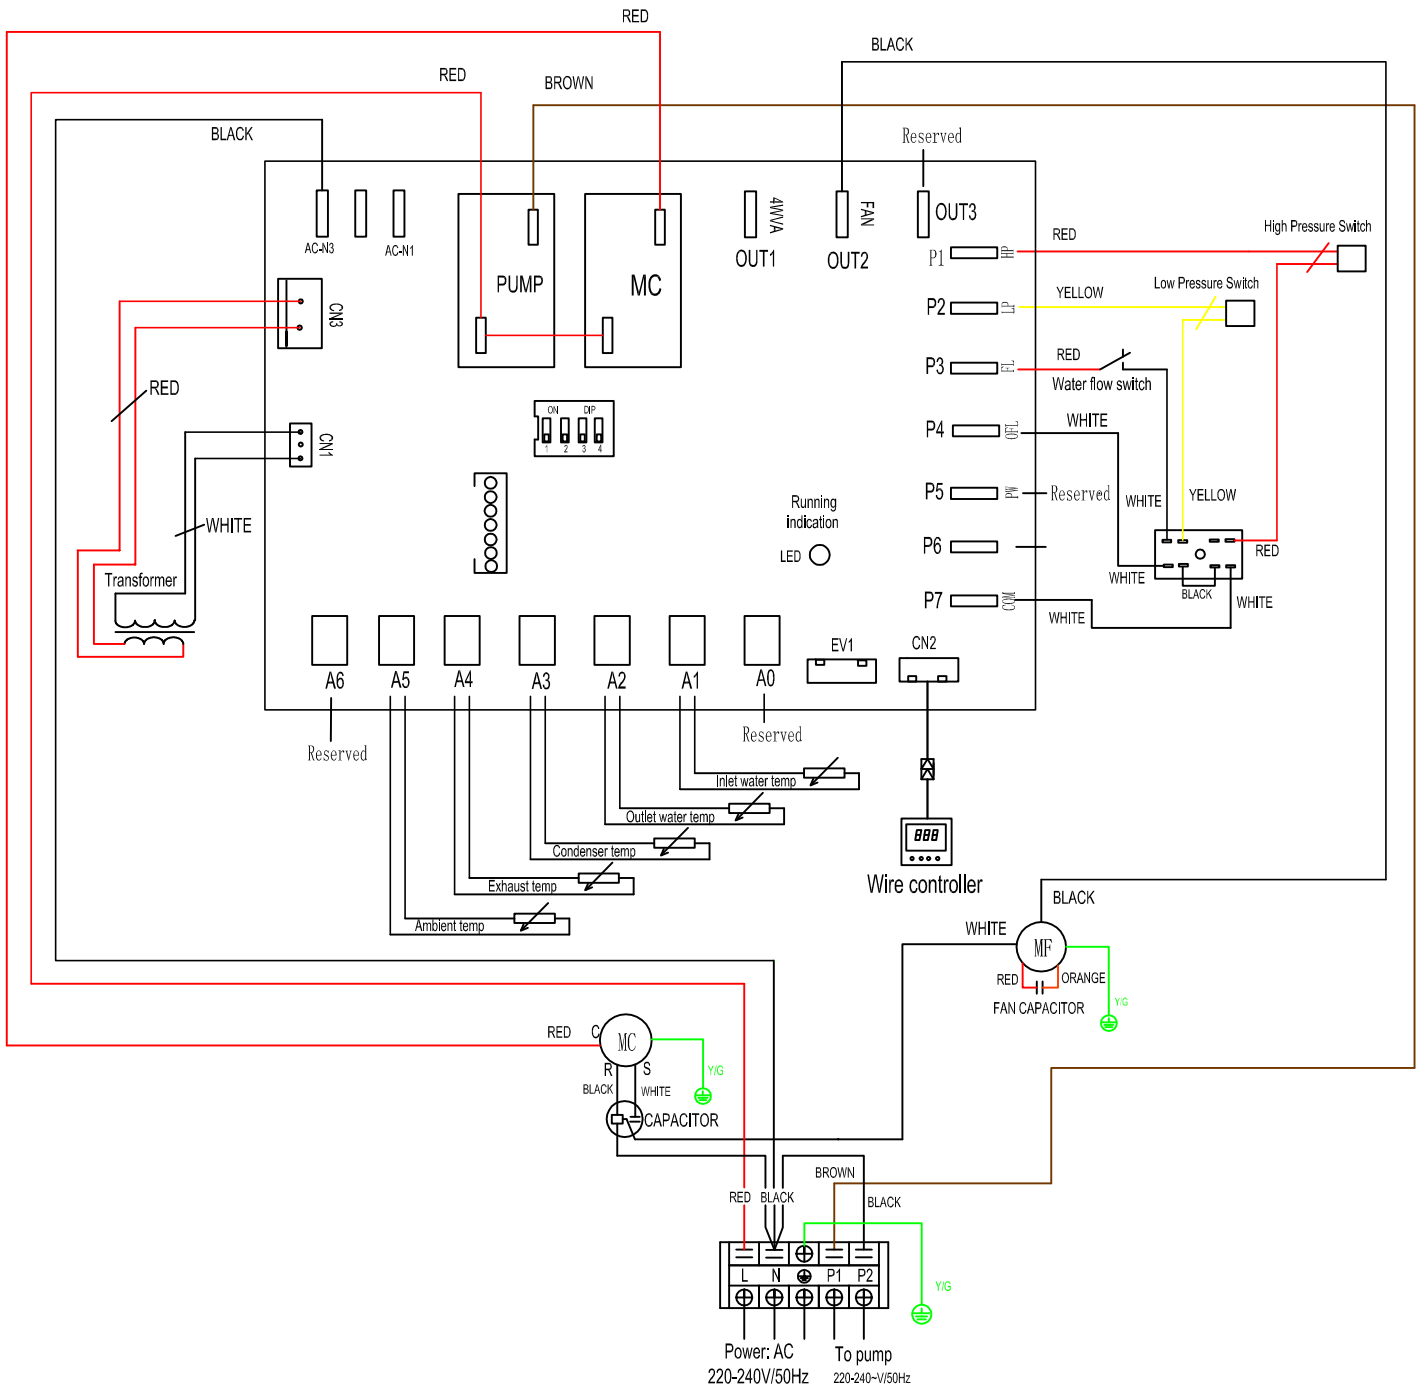 RED
BLACK
RED
BROWN
BLACK
Reserved
AC-N3
AC-N1
PUMP
MC
4WVA
OUT1
FAN
OUT2
OUT3
P1
HP
RED
High Pressure Switch
P2
LP
YELLOW
Low Pressure Switch
CN3
P3
FL
RED
Water flow switch
RED
ON
DIP
1
2
3
4
P4
OFL
WHITE
CN1
P5
PW
Reserved
WHITE
YELLOW
WHITE
Running
indication
LED
P6
RED
Transformer
WHITE
BLACK
WHITE
P7
COM
WHITE
EV1
CN2
A6
A5
A4
A3
A2
A1
A0
Reserved
Reserved
Inlet water temp
Outlet water temp
Condenser temp
Exhaust temp
Ambient temp
888
Wire controller
BLACK
WHITE
MF
RED
ORANGE
FAN CAPACITOR
Y/G
RED
C
MC
R
S
BLACK
WHITE
Y/G
CAPACITOR
BROWN
RED
BLACK
BLACK
L
N
P1
P2
Y/G
Power: AC
220-240V/50Hz
To pump
220-240~V/50Hz